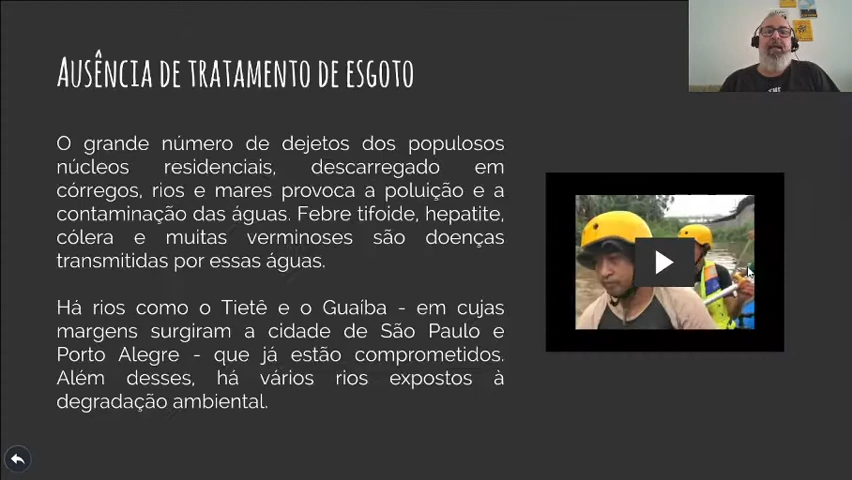 AUSÊNCIA DE TRATAMENTO DE ESGOTO
O grande número de dejetos dos populosos
núcleos residenciais, descarregado em
córregos, rios e mares provoca a poluição e a
contaminação das águas. Febre tifoide, hepatite,
cólera e muitas verminoses são doenças
transmitidas por essas águas.
Há rios como o Tietê e o Guaíba - em cujas
margens surgiram a cidade de São Paulo e
Porto Alegre - que já estão comprometidos.
Além desses, há vários rios expostos à
degradação ambiental.